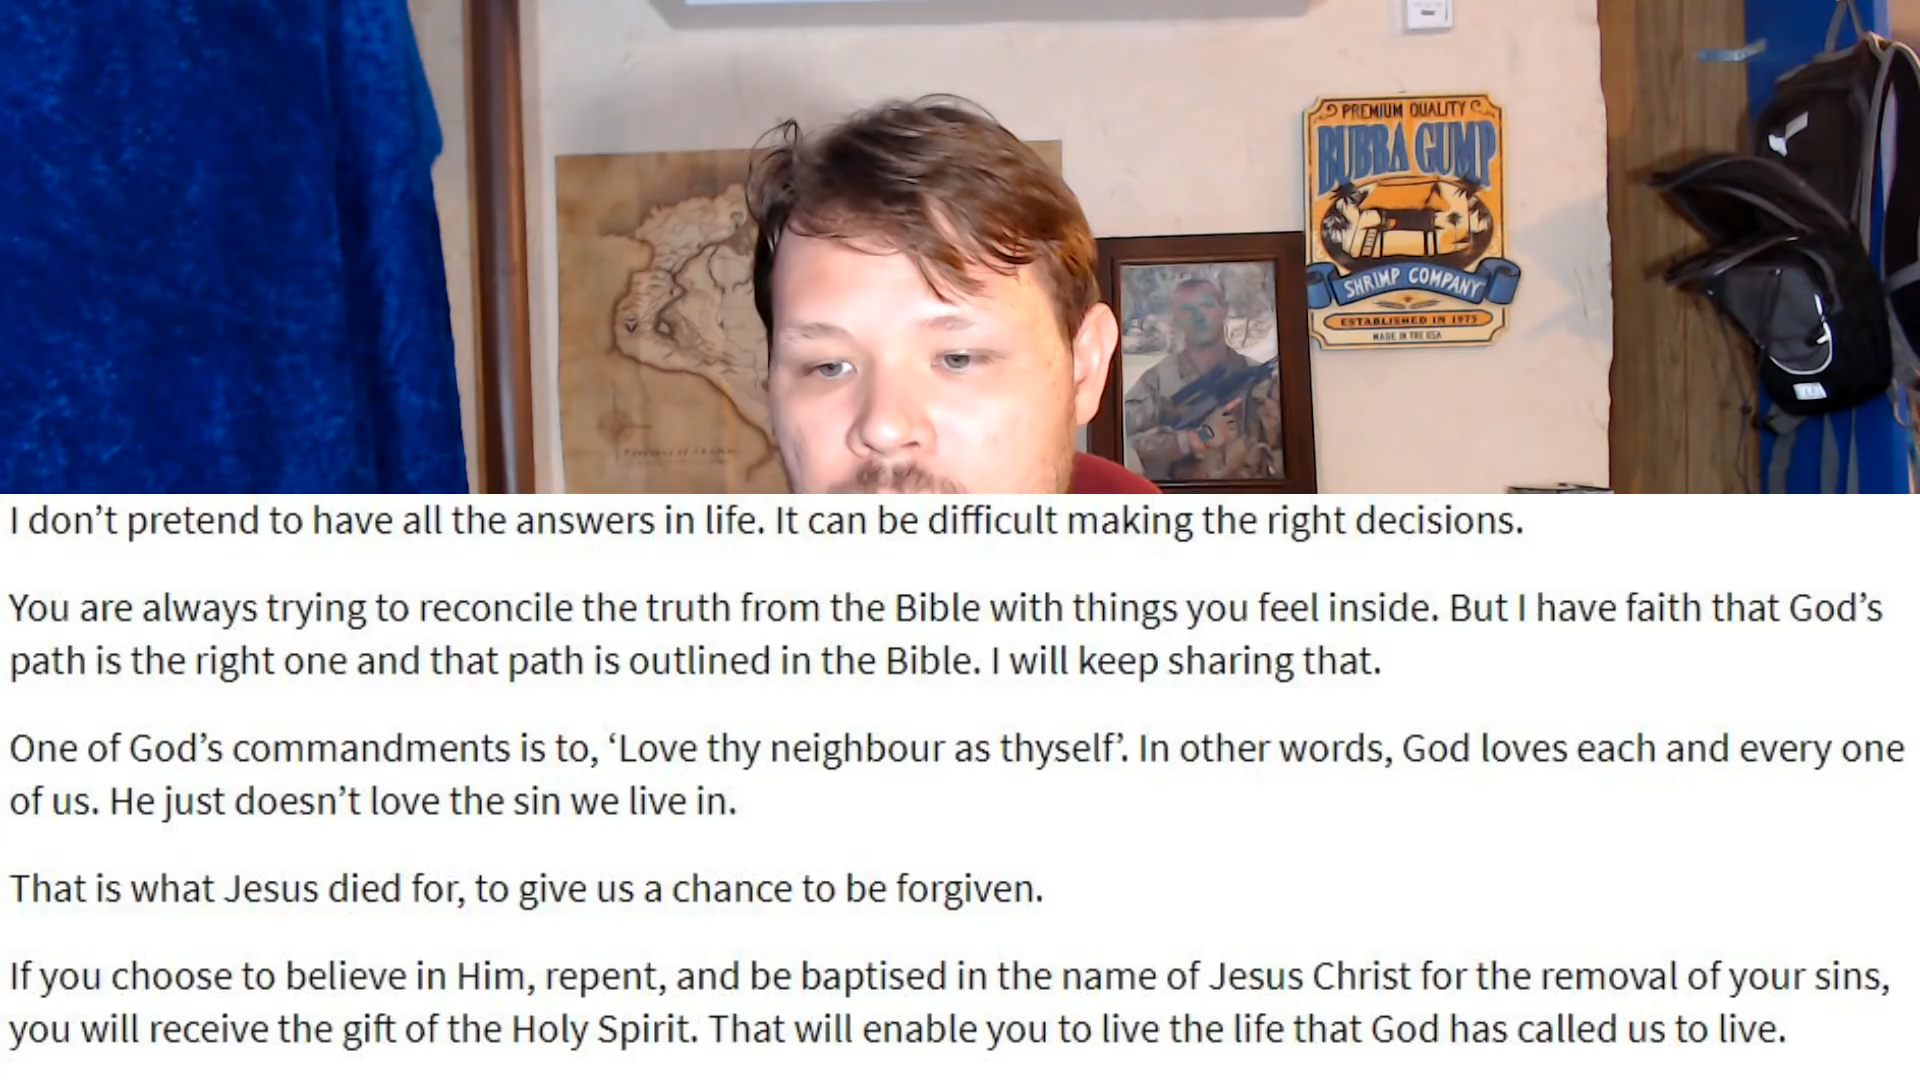 PREMIUM QUALITY
BUBBA GUMP
SHRIMP COMPANY
MADE IN THE USA
I don’t pretend to have all the answers in life. It can be difficult making the right decisions.
You are always trying to reconcile the truth from the Bible with things you feel inside. But I have faith that God’s
path is the right one and that path is outlined in the Bible. I will keep sharing that.
One of God’s commandments is to, ‘Love thy neighbour as thyself’. In other words, God loves each and every one
of us. He just doesn’t love the sin we live in.
That is what Jesus died for, to give us a chance to be forgiven.
If you choose to believe in Him, repent, and be baptised in the name of Jesus Christ for the removal of your sins,
you will receive the gift of the Holy Spirit. That will enable you to live the life that God has called us to live.